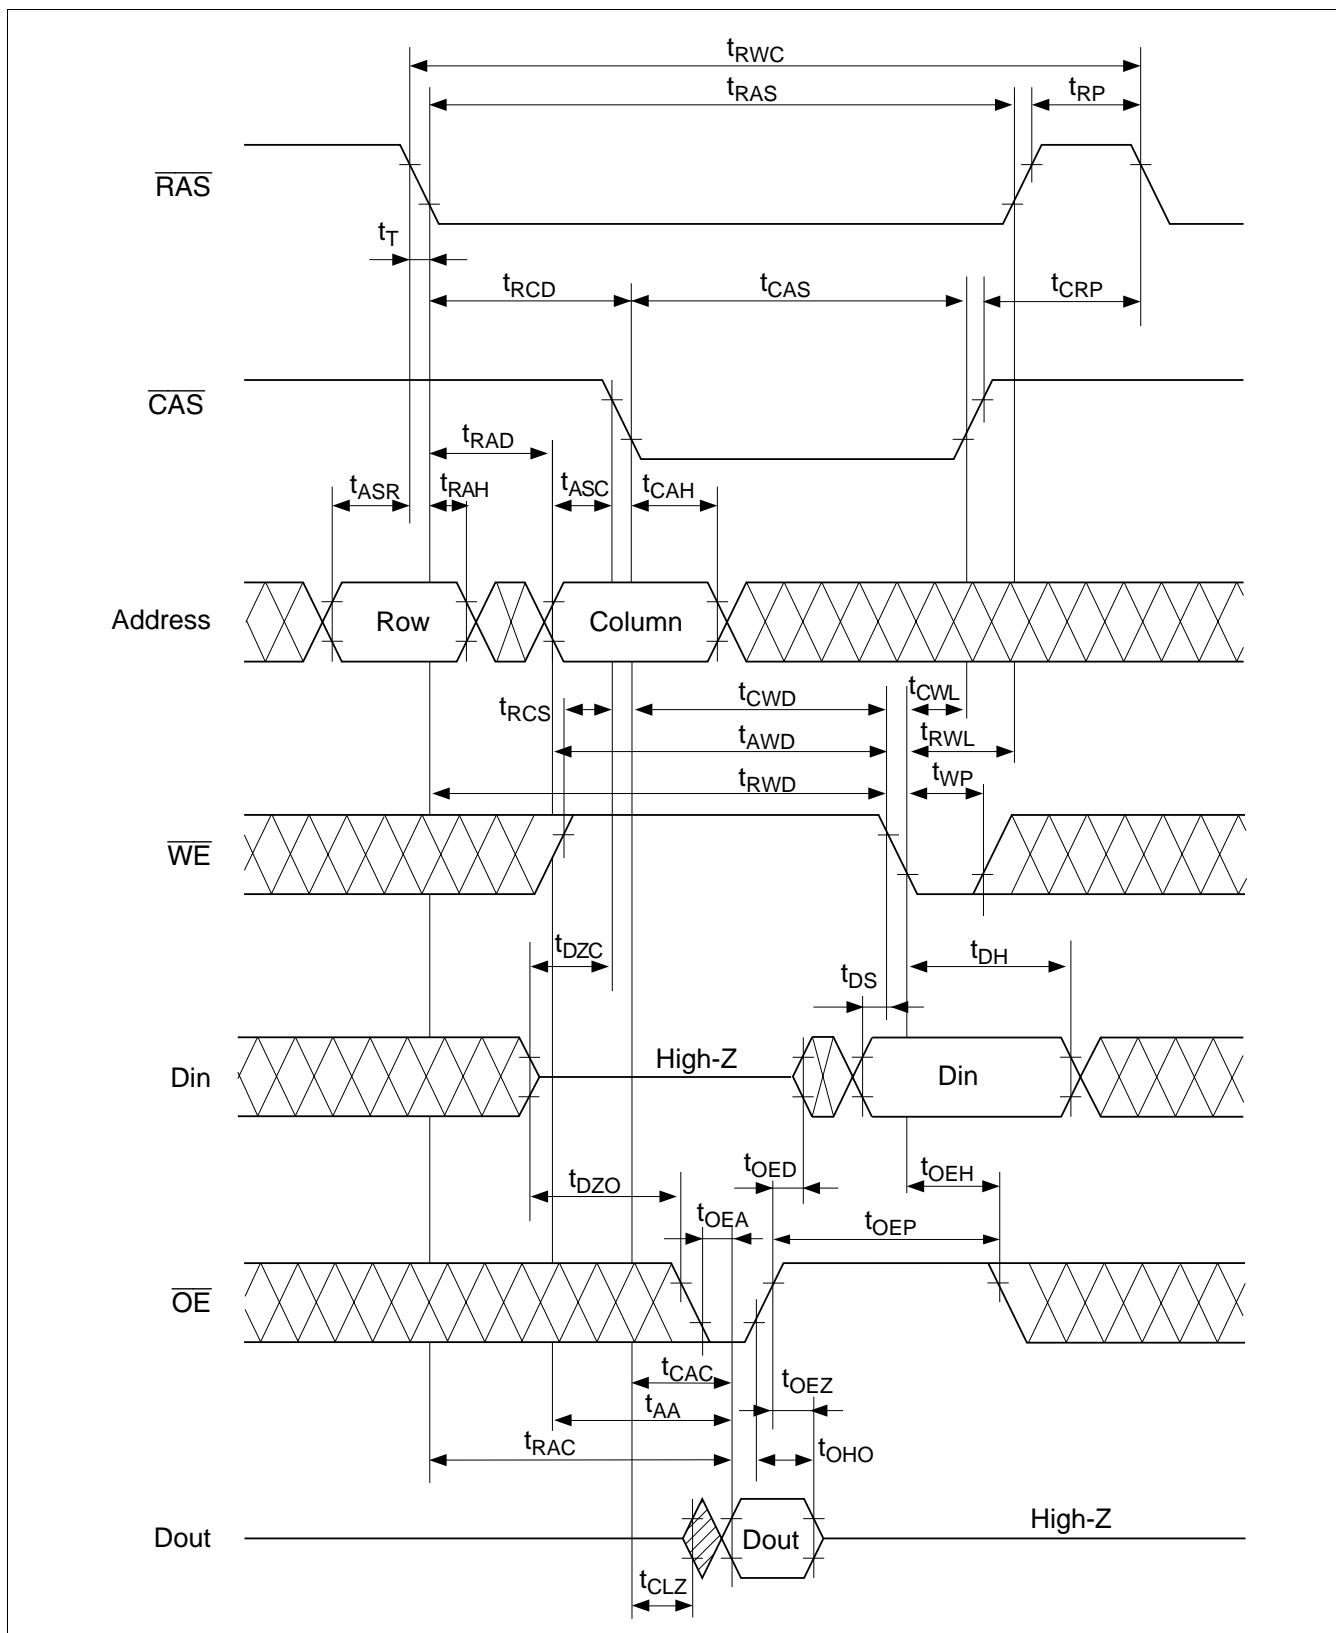 tRWC
tRAS
tRP
RAS
tT
tRCD
tCAS
tCRP
CAS
tRAD
tASR
tRAH
tASC
tCAH
Address
Row
Column
tRCS
tCWD
tCWL
tAWD
tRWL
tRWD
tWP
WE
tDZC
tDS
tDH
Din
High-Z
Din
tDZO
tOED
tOEH
tOEA
tOEP
OE
tCAC
tOEZ
tAA
tRAC
tOHO
Dout
Dout
High-Z
tCLZ